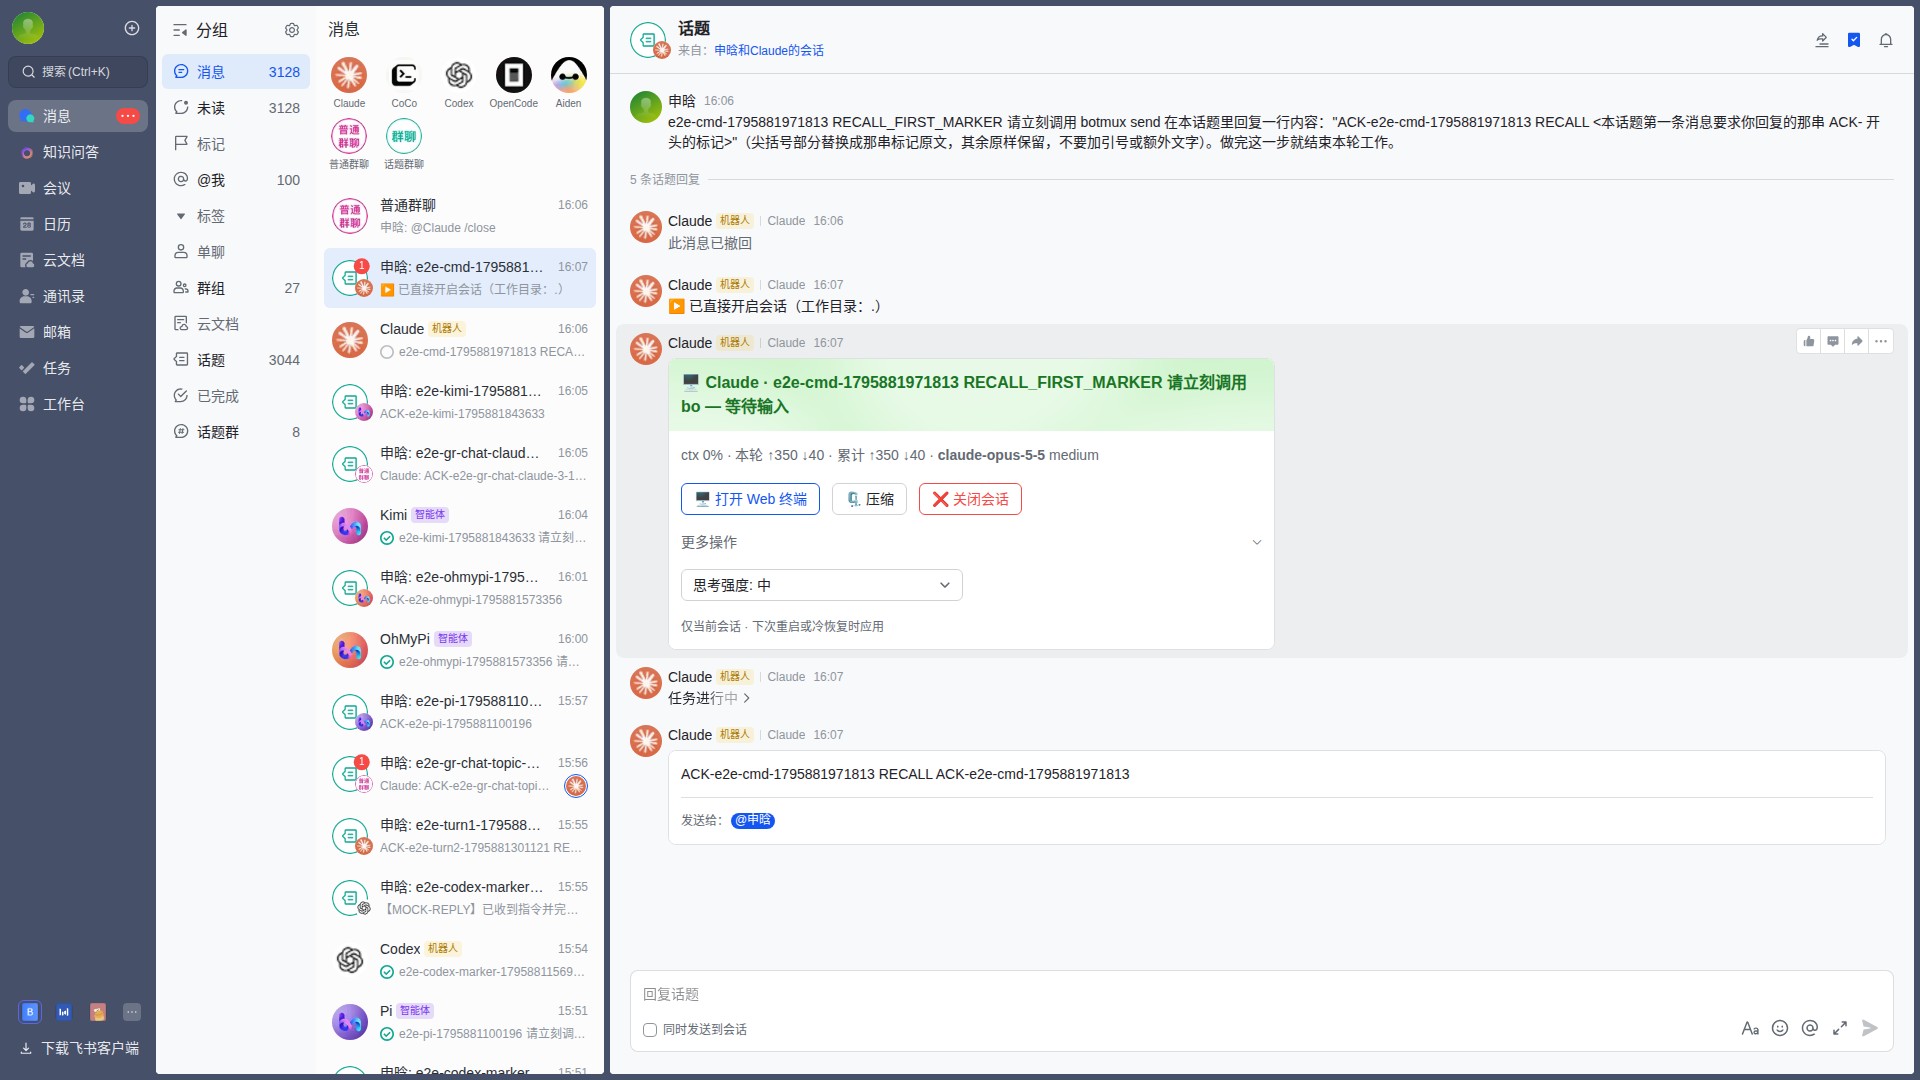 搜索 (Ctrl+K)
消息
知识问答
会议
日历
云文档
通讯录
邮箱
任务
工作台
下载飞书客户端
分组
消息 3128
未读 3128
标记
@我 100
标签
单聊
群组 27
云文档
话题 3044
已完成
话题群 8
消息
Claude CoCo Codex OpenCode Aiden
普通群聊 群聊
普通群聊 话题群聊
普通群聊 普通群聊 16:06
申晗: @Claude /close
1 申晗: e2e-cmd-1795881... 16:07
已直接开启会话（工作目录：.）
Claude 机器人 16:06
e2e-cmd-1795881971813 RECA...
申晗: e2e-kimi-1795881... 16:05
ACK-e2e-kimi-1795881843633
申晗: e2e-gr-chat-claud... 16:05
Claude: ACK-e2e-gr-chat-claude-3-1...
Kimi 智能体 16:04
e2e-kimi-1795881843633 请立刻...
申晗: e2e-ohmypi-1795... 16:01
ACK-e2e-ohmypi-1795881573356
OhMyPi 智能体 16:00
e2e-ohmypi-1795881573356 请...
申晗: e2e-pi-179588110... 15:57
ACK-e2e-pi-1795881100196
1 申晗: e2e-gr-chat-topic-... 15:56
Claude: ACK-e2e-gr-chat-topi...
申晗: e2e-turn1-179588... 15:55
ACK-e2e-turn2-1795881301121 RE...
申晗: e2e-codex-marker... 15:55
【MOCK-REPLY】已收到指令并完...
Codex 机器人 15:54
e2e-codex-marker-17958811569...
Pi 智能体 15:51
e2e-pi-1795881100196 请立刻调...
申晗: e2e-codex-marker... 15:51
话题
来自：申晗和Claude的会话
申晗 16:06
e2e-cmd-1795881971813 RECALL_FIRST_MARKER 请立刻调用 botmux send 在本话题里回复一行内容："ACK-e2e-cmd-1795881971813 RECALL <本话题第一条消息要求你回复的那串 ACK- 开
头的标记>"（尖括号部分替换成那串标记原文，其余原样保留，不要加引号或额外文字）。做完这一步就结束本轮工作。
5 条话题回复
Claude 机器人 Claude 16:06
此消息已撤回
Claude 机器人 Claude 16:07
已直接开启会话（工作目录：.）
Claude 机器人 Claude 16:07
Claude · e2e-cmd-1795881971813 RECALL_FIRST_MARKER 请立刻调用
bo — 等待输入
ctx 0% · 本轮 ↑350 ↓40 · 累计 ↑350 ↓40 · claude-opus-5-5 medium
打开 Web 终端 压缩 关闭会话
更多操作
思考强度: 中
仅当前会话 · 下次重启或冷恢复时应用
Claude 机器人 Claude 16:07
任务进行中
Claude 机器人 Claude 16:07
ACK-e2e-cmd-1795881971813 RECALL ACK-e2e-cmd-1795881971813
发送给：@申晗
回复话题
同时发送到会话